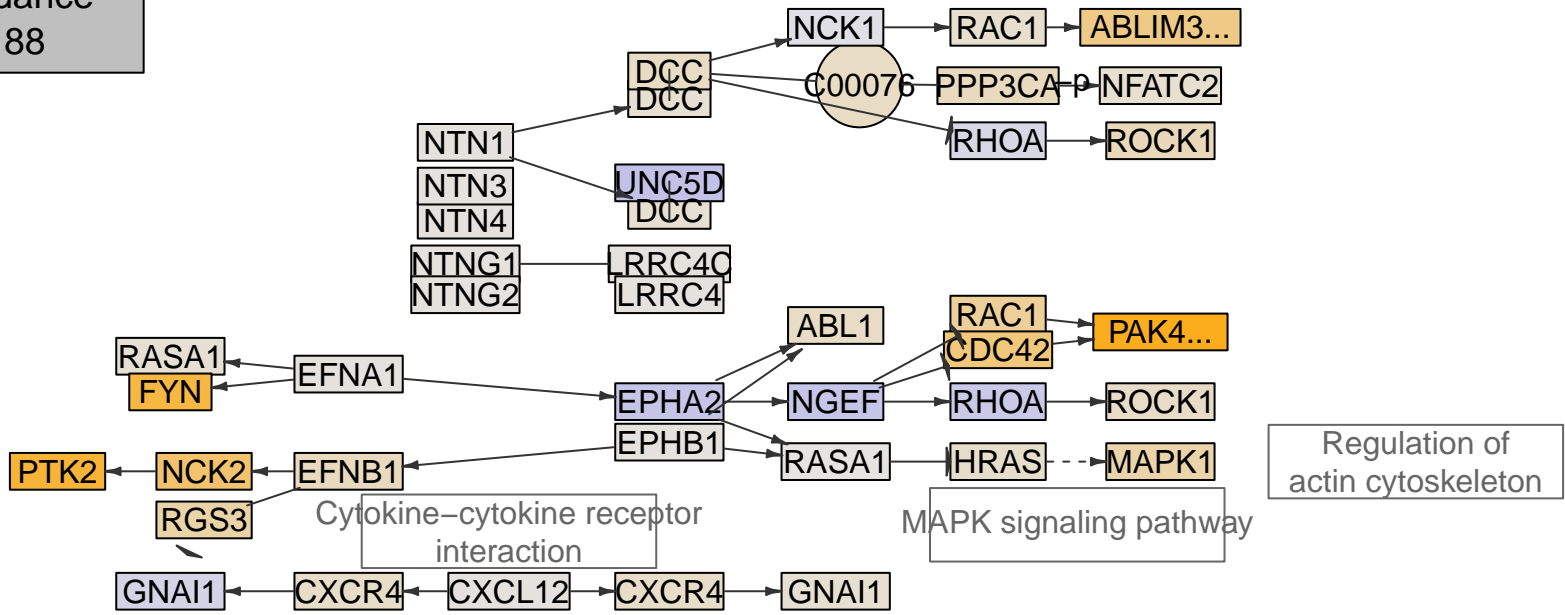 88
NCK1
RAC1
ABLIM3...
DCC
DCC
C00076
PPP3CA
+p
NFATC2
NTN1
RHOA
ROCK1
NTN3
UNC5D
NTN4
DCC
NTNG1
LRRC4C
NTNG2
LRRC4
ABL1
RAC1
PAK4...
RASA1
CDC42
EFNA1
FYN
EPHA2
NGEF
RHOA
ROCK1
EPHB1
PTK2
NCK2
EFNB1
RASA1
HRAS
MAPK1
Regulation of
actin cytoskeleton
RGS3
Cytokine−cytokine receptor
interaction
MAPK signaling pathway
GNAI1
CXCR4
CXCL12
CXCR4
GNAI1